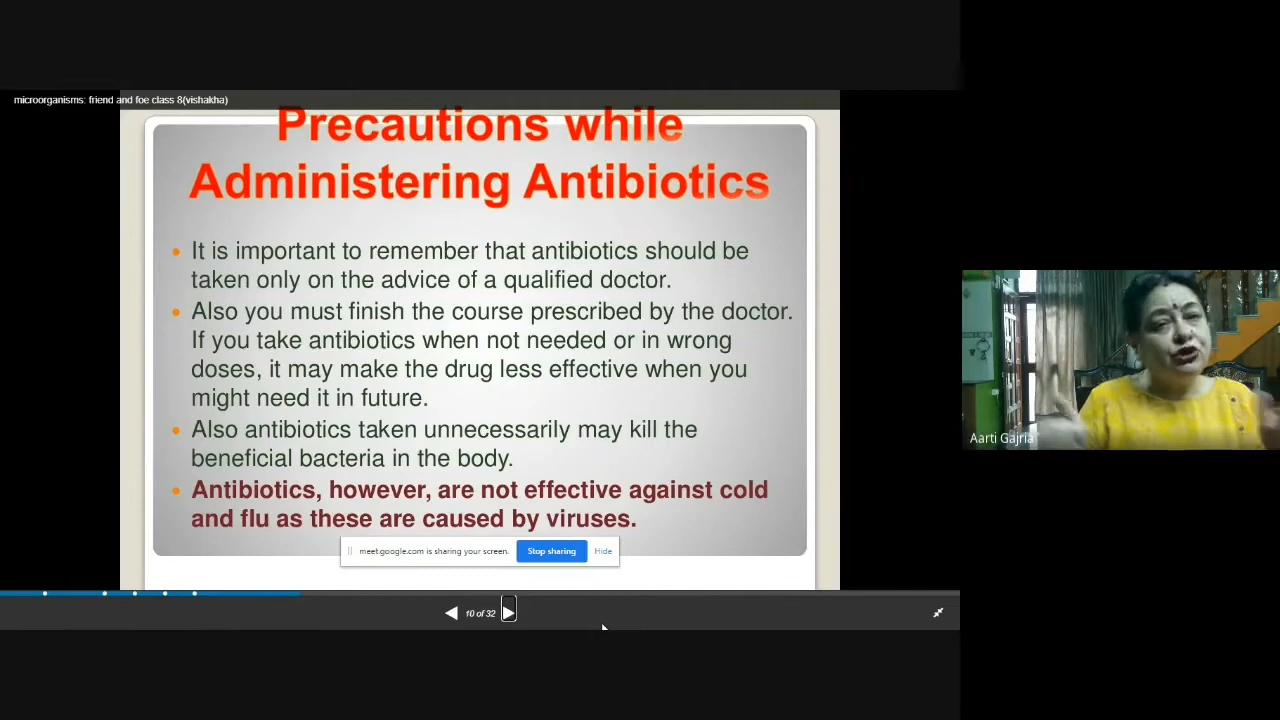 microorganisms: friend and foe class 8(vishakha)
Precautions while
Administering Antibiotics
It is important to remember that antibiotics should be
taken only on the advice of a qualified doctor.
Also you must finish the course prescribed by the doctor.
If you take antibiotics when not needed or in wrong
doses, it may make the drug less effective when you
might need it in future.
Also antibiotics taken unnecessarily may kill the
beneficial bacteria in the body.
Antibiotics, however, are not effective against cold
and flu as these are caused by viruses.
meet.google.com is sharing your screen.
Stop sharing
Hide
10 of 32
Aarti Gajria